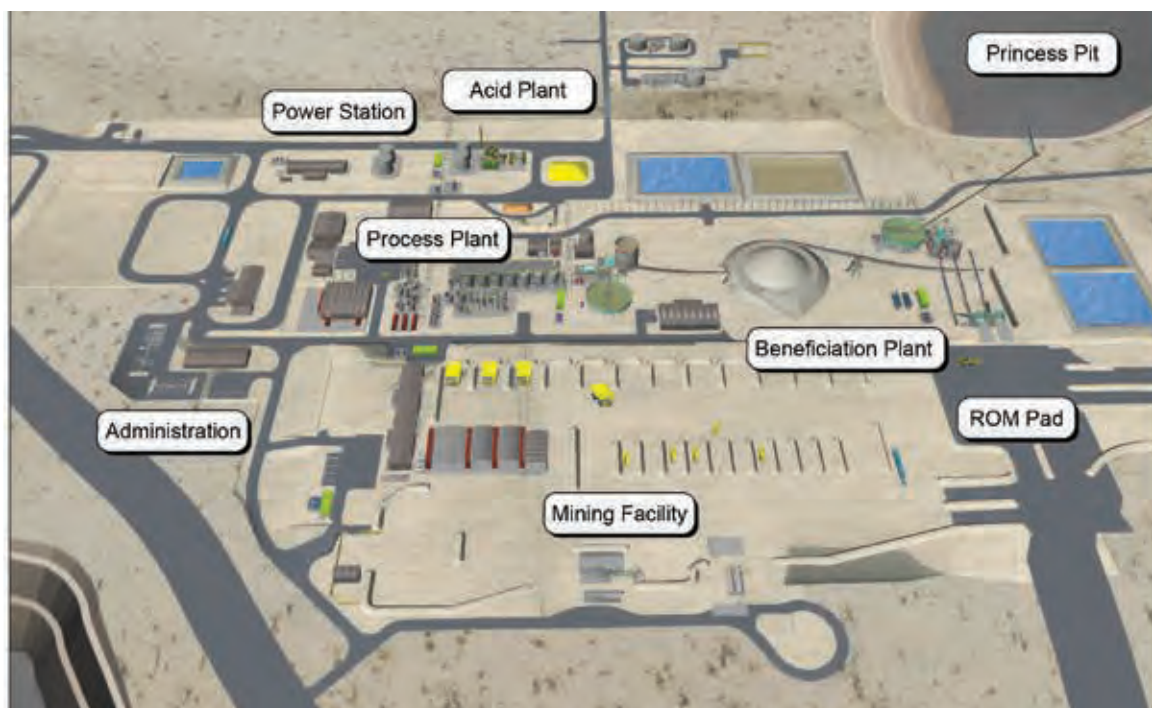 Princess Pit
Acid Plant
Power Station
Process Plant
Beneficiation Plant
ROM Pad
Administration
Mining Facility